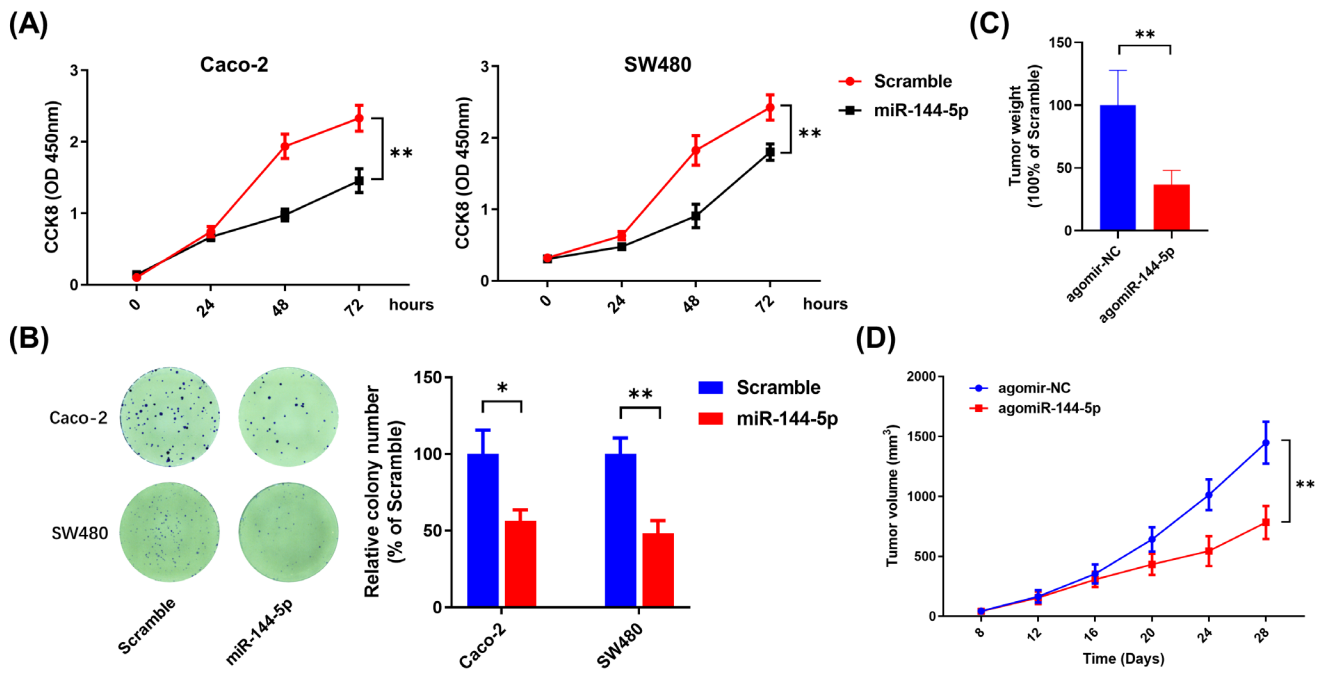 (A)
Caco-2
CCK8 (OD 450nm)
3
2
1
0
0
24
48
72
hours
**
SW480
CCK8 (OD 450nm)
3
2
1
0
0
24
48
72
hours
**
Scramble
miR-144-5p
(C)
Tumor weight
(100% of Scramble)
150
100
50
0
**
agomir-NC
agomiR-144-5p
(B)
Caco-2
SW480
Scramble
miR-144-5p
Relative colony number
(% of Scramble)
150
100
50
0
*
**
Caco-2
SW480
Scramble
miR-144-5p
(D)
Tumor volume (mm³)
2000
1500
1000
500
0
8
12
16
20
24
28
Time (Days)
agomir-NC
agomiR-144-5p
**